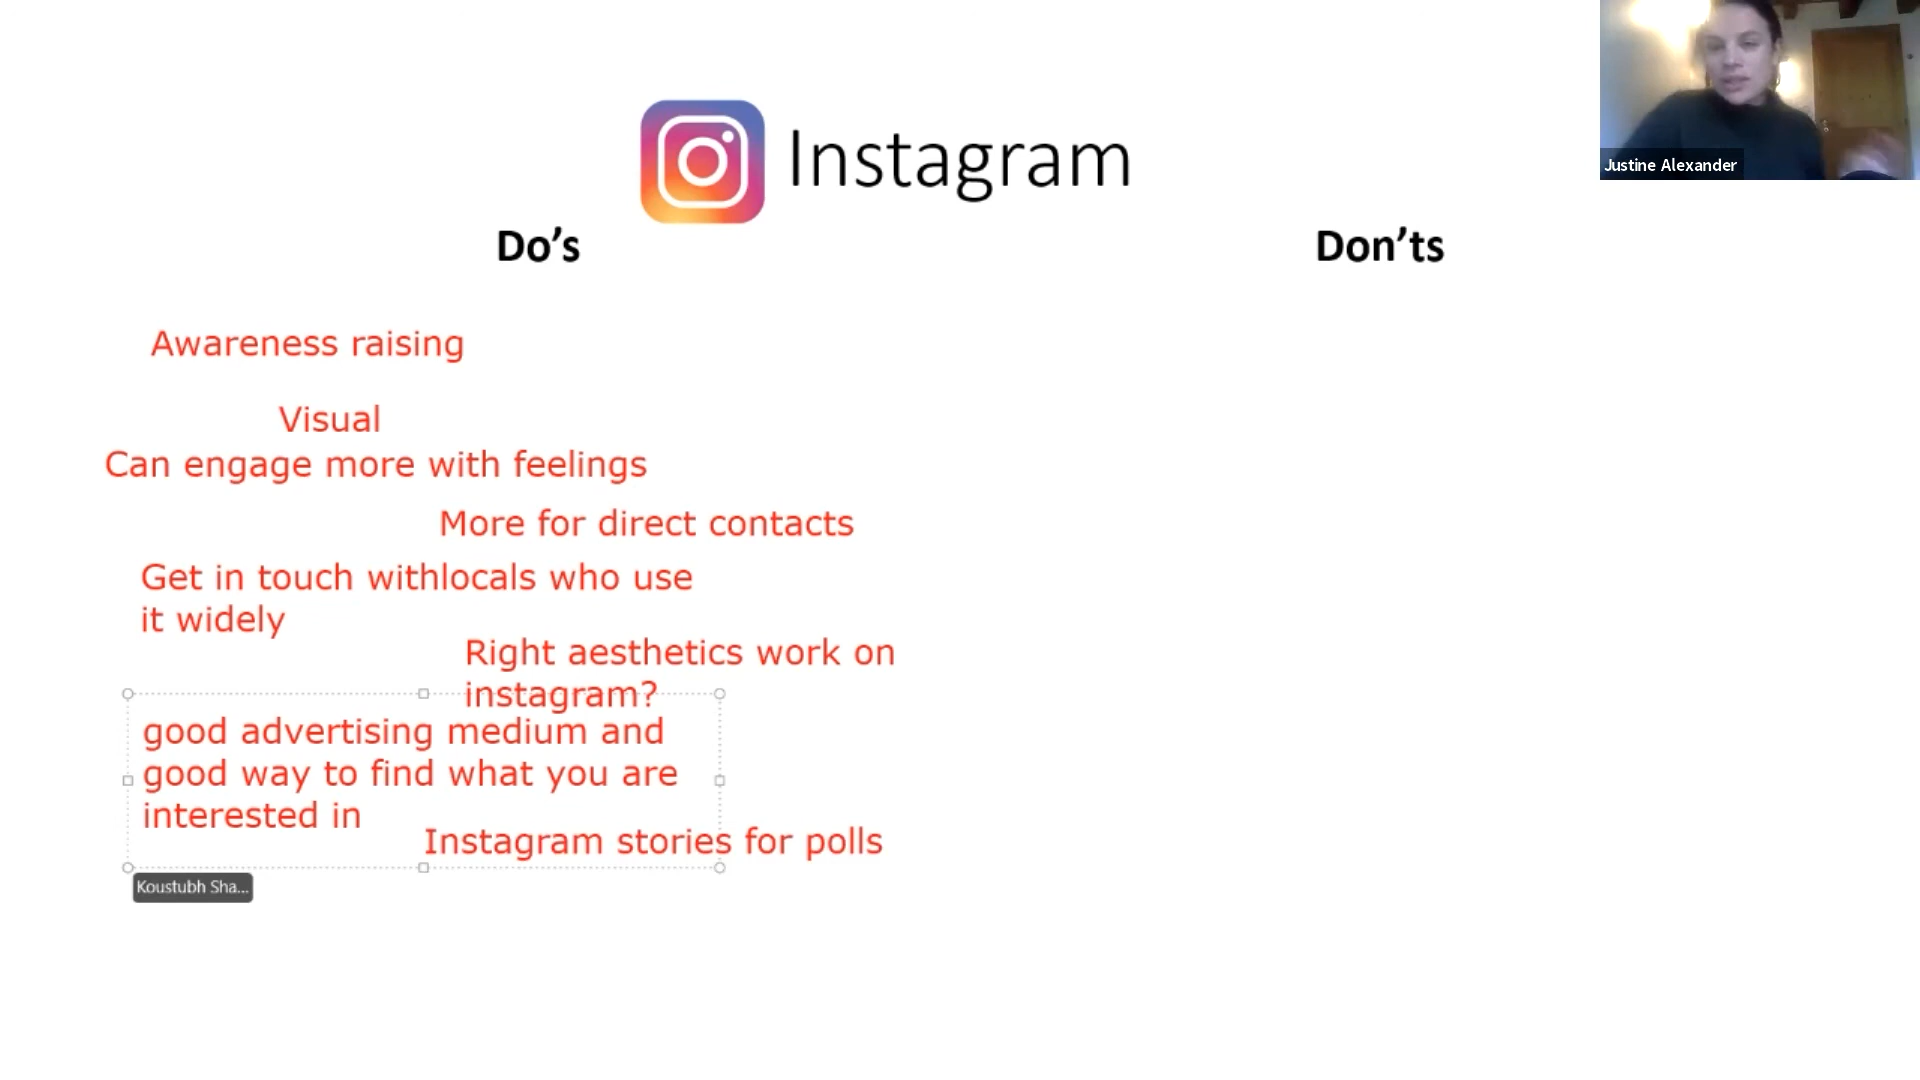 Instagram
Justine Alexander
Do’s
Don’ts
Awareness raising
Visual
Can engage more with feelings
More for direct contacts
Get in touch withlocals who use
it widely
Right aesthetics work on
instagram?
good advertising medium and
good way to find what you are
interested in
Instagram stories for polls
Koustubh Sha...